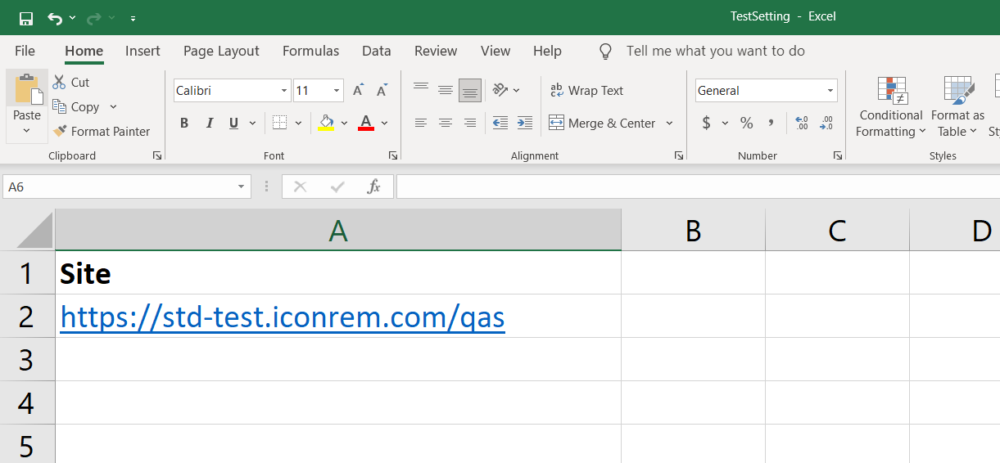 TestSetting - Excel
File Home Insert Page Layout Formulas Data Review View Help Tell me what you want to do
Paste
Cut
Copy
Format Painter
Clipboard
Calibri 11 A A
B I U A
Font
ab c Wrap Text
Merge & Center
Alignment
General
$ % , .00 .0 .00 .0
Number
Conditional Formatting
Format as Table
Styles
A6 fx
A B C D
1 Site
2 https://std-test.iconrem.com/qas
3
4
5